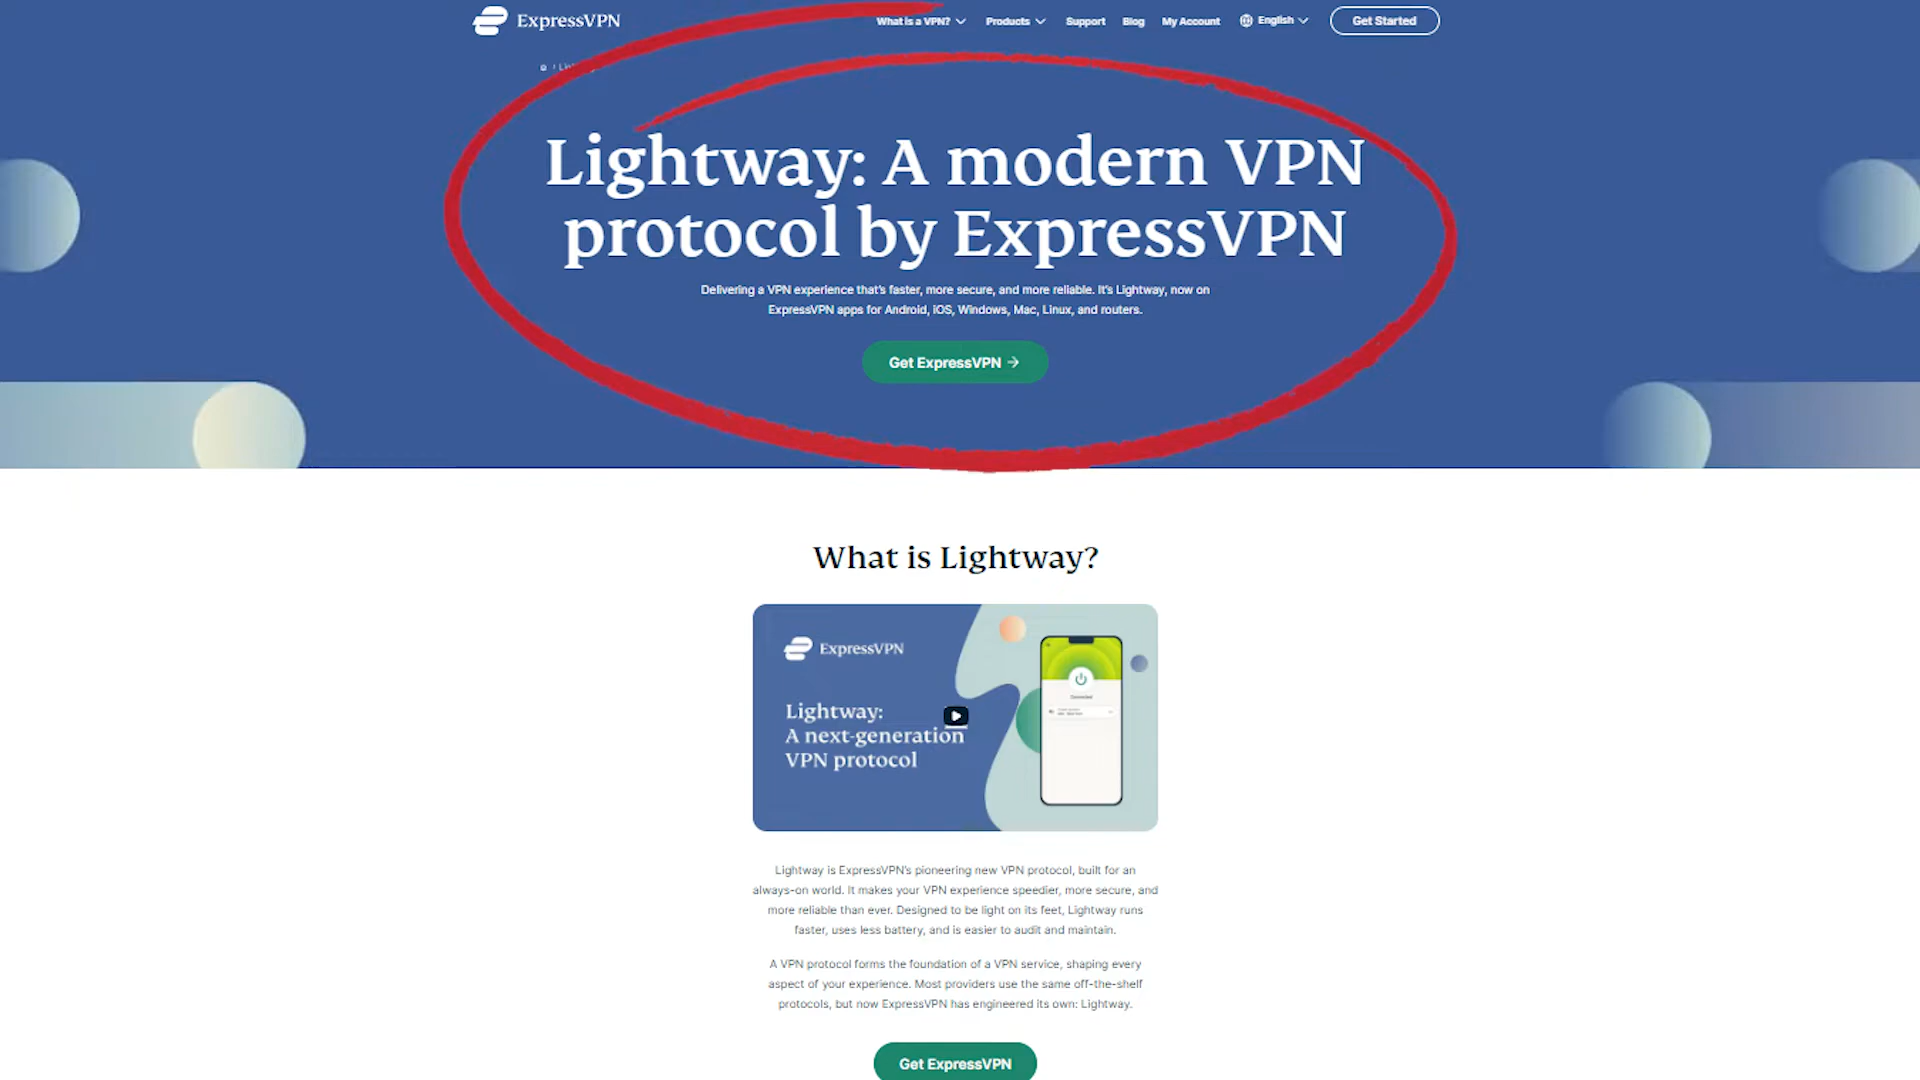 ExpressVPN
What is a VPN? Products Support Blog My Account English Get Started
Lightway: A modern VPN
protocol by ExpressVPN
Delivering a VPN experience that's faster, more secure, and more reliable. It's Lightway, now on
ExpressVPN apps for Android, iOS, Windows, Mac, Linux, and routers.
Get ExpressVPN
What is Lightway?
ExpressVPN
Lightway:
A next-generation
VPN protocol
Connected
Lightway is ExpressVPN's pioneering new VPN protocol, built for an
always-on world. It makes your VPN experience speedier, more secure, and
more reliable than ever. Designed to be light on its feet, Lightway runs
faster, uses less battery, and is easier to audit and maintain.
A VPN protocol forms the foundation of a VPN service, shaping every
aspect of your experience. Most providers use the same off-the-shelf
protocols, but now ExpressVPN has engineered its own: Lightway.
Get ExpressVPN